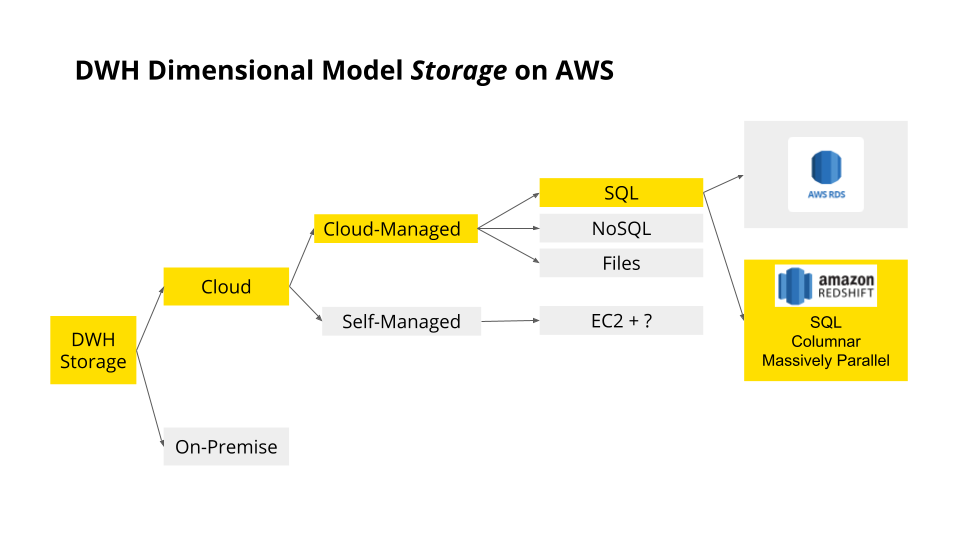 DWH Dimensional Model Storage on AWS
AWS RDS
SQL
Cloud-Managed
NoSQL
Files
Cloud
amazon
REDSHIFT
Self-Managed
EC2 + ?
SQL
Columnar
Massively Parallel
DWH
Storage
On-Premise